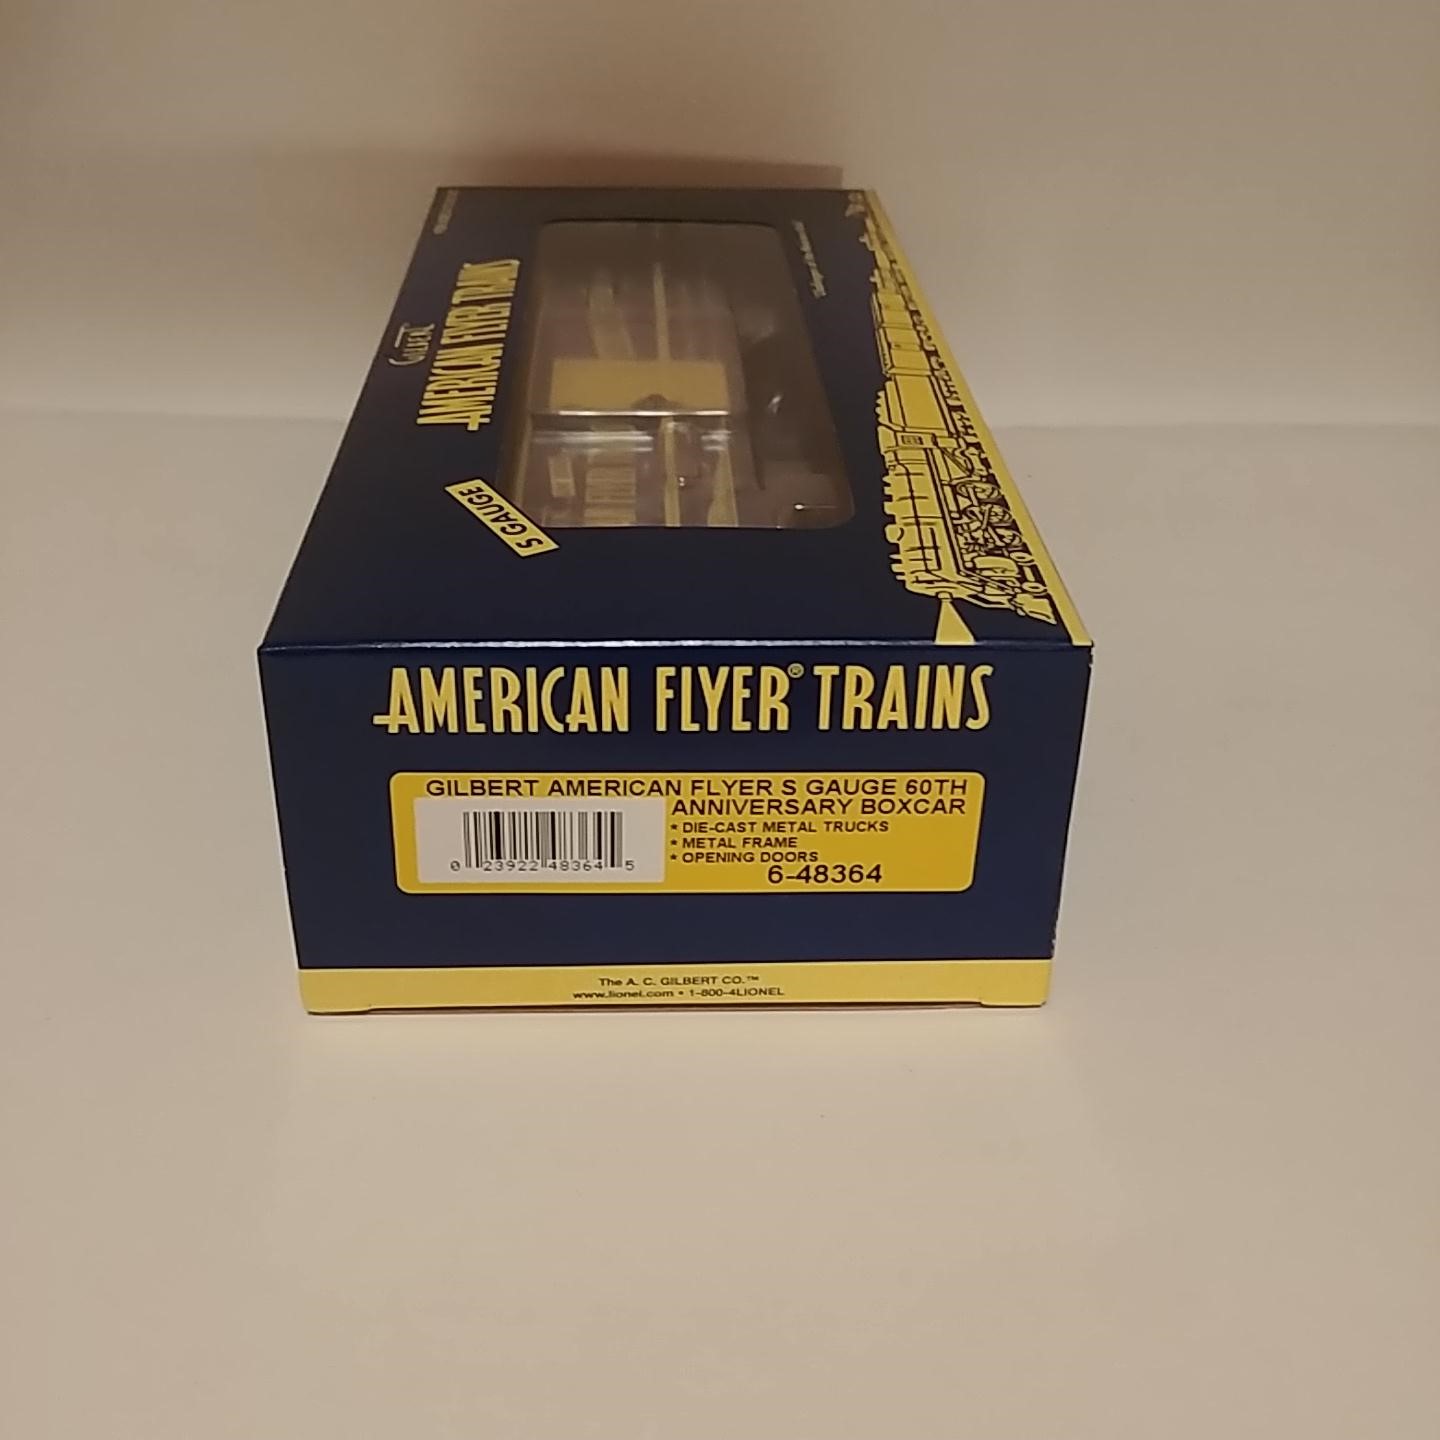 Gilbert
AMERICAN FLYER TRAINS
S GAUGE
AMERICAN FLYER® TRAINS
GILBERT AMERICAN FLYER S GAUGE 60TH
ANNIVERSARY BOXCAR
* DIE-CAST METAL TRUCKS
* METAL FRAME
* OPENING DOORS
6-48364
0 23922 48364 5
The A. C. GILBERT CO.™
www.lionel.com • 1-800-4LIONEL